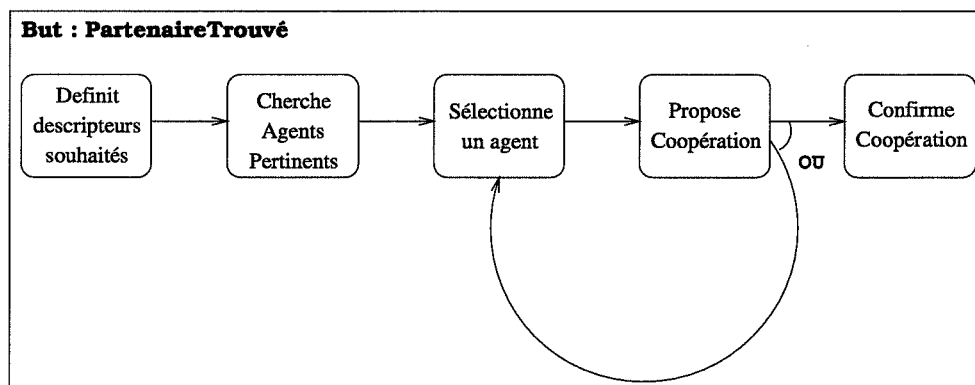 But : PartenaireTrouvé
Definit
descripteurs
souhaités
Cherche
Agents
Pertinents
Sélectionne
un agent
Propose
Coopération
OU
Confirme
Coopération